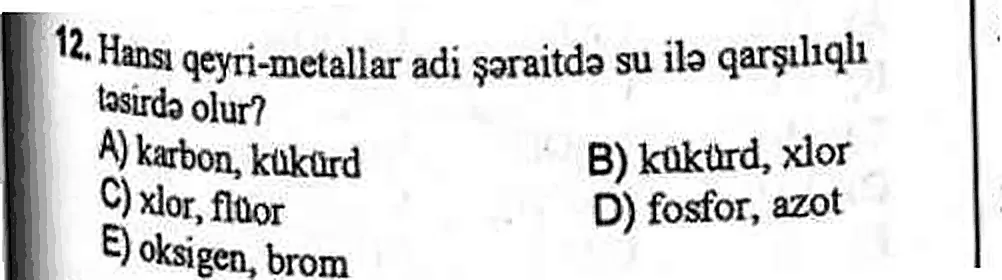 12. Hansı qeyri-metallar adi şəraitdə su ilə qarşılıqlı
təsirdə olur?
A) karbon, kükürd B) kükürd, xlor
C) xlor, flüor D) fosfor, azot
E) oksigen, brom